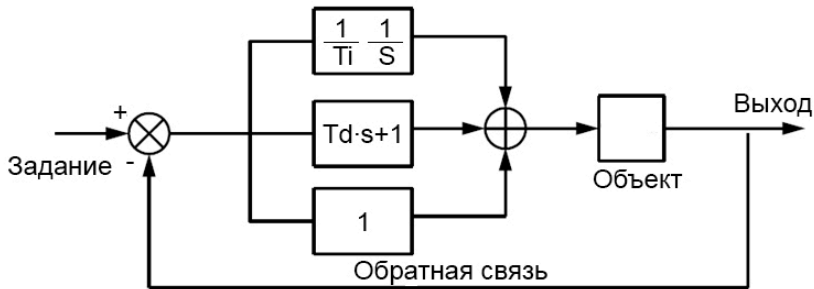 1 1
Ti S
+
Выход
Td·s+1
-
Задание
Объект
1
Обратная связь